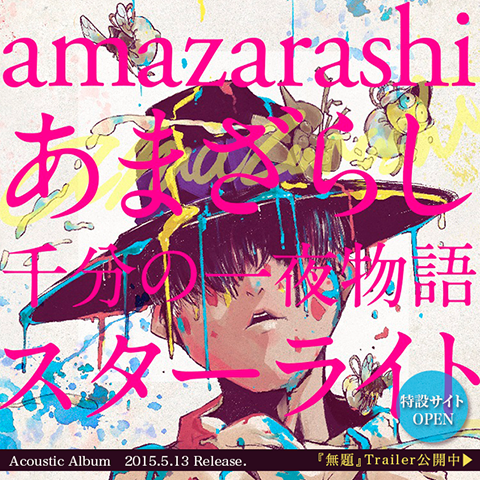 amazarashi
あまざらし
千分の一夜物語
スターライト
特設サイト
OPEN
Acoustic Album 2015.5.13 Release.
『無題』Trailer公開中▶